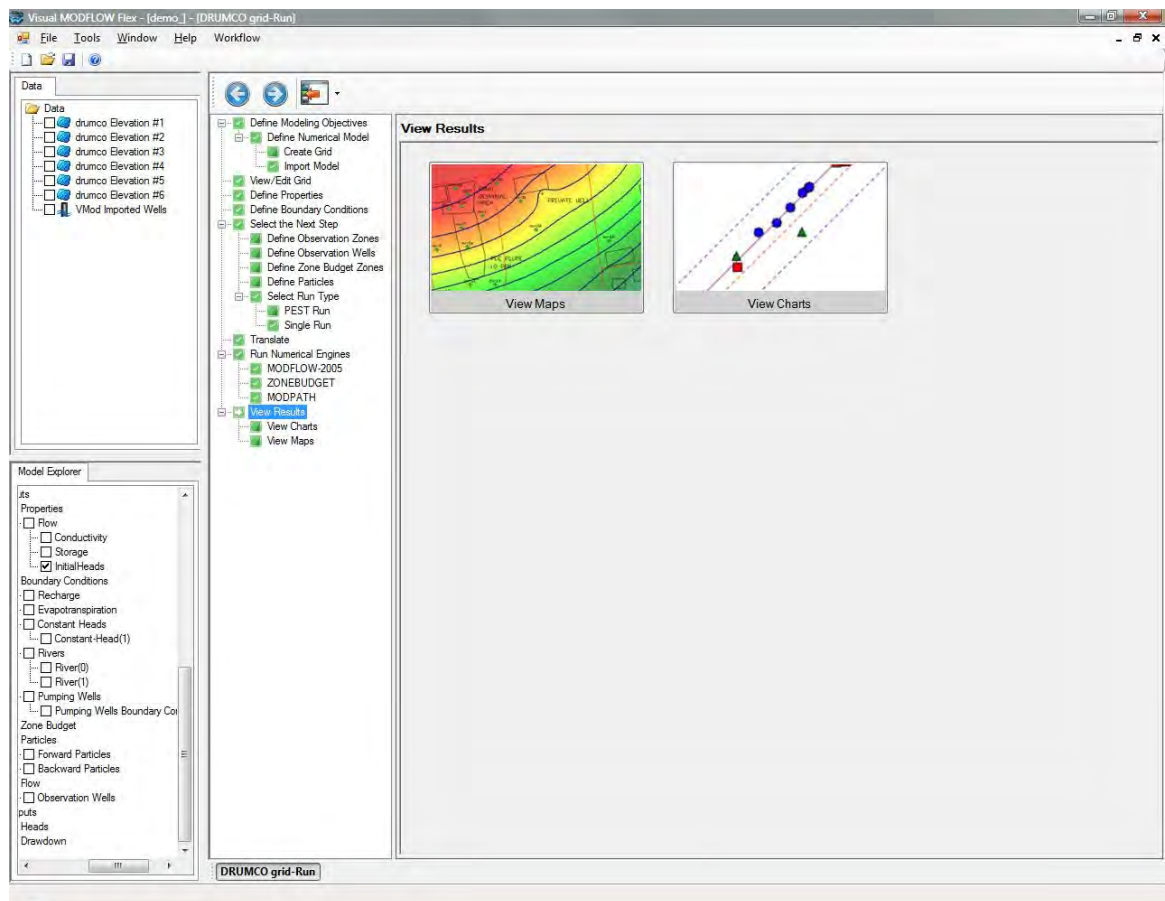 Visual MODFLOW Flex - [demo_] - [DRUMCO grid-Run]
File Tools Window Help Workflow
Data
Data
drumco Elevation #1
drumco Elevation #2
drumco Elevation #3
drumco Elevation #4
drumco Elevation #5
drumco Elevation #6
VMod Imported Wells
Model Explorer
Properties
Flow
Conductivity
Storage
InitialHeads
Boundary Conditions
Recharge
Evapotranspiration
Constant Heads
Constant-Head(1)
Rivers
River(0)
River(1)
Pumping Wells
Pumping Wells Boundary
Zone Budget
Particles
Forward Particles
Backward Particles
Flow
Observation Wells
puts
Heads
Drawdown
Define Modeling Objectives
Define Numerical Model
Create Grid
Import Model
View/Edit Grid
Define Properties
Define Boundary Conditions
Select the Next Step
Define Observation Zones
Define Observation Wells
Define Zone Budget Zones
Define Particles
Select Run Type
PEST Run
Single Run
Translate
Run Numerical Engines
MODFLOW-2005
ZONEBUDGET
MODPATH
View Results
View Charts
View Maps
View Results
PRIVATE WELL
View Maps
View Charts
DRUMCO grid-Run